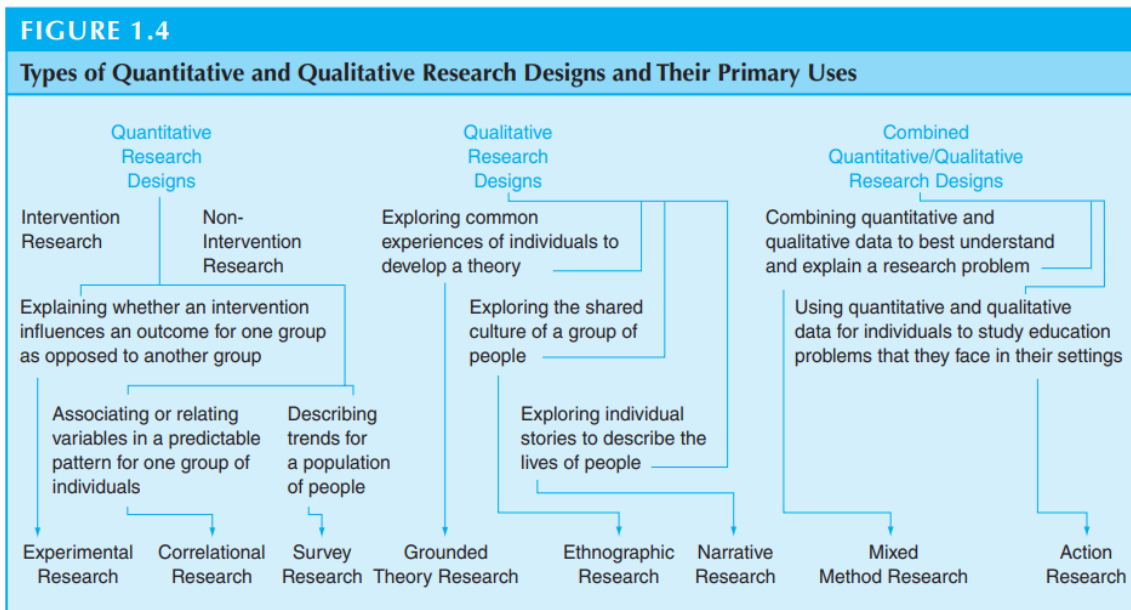 FIGURE 1.4
Types of Quantitative and Qualitative Research Designs and Their Primary Uses
Quantitative
Research
Designs
Intervention
Research
Non-
Intervention
Research
Explaining whether an intervention
influences an outcome for one group
as opposed to another group
Associating or relating
variables in a predictable
pattern for one group of
individuals
Describing
trends for
a population
of people
Experimental
Research
Correlational
Research
Survey
Research
Qualitative
Research
Designs
Exploring common
experiences of individuals to
develop a theory
Exploring the shared
culture of a group of
people
Exploring individual
stories to describe the
lives of people
Grounded
Theory Research
Ethnographic
Research
Narrative
Research
Combined
Quantitative/Qualitative
Research Designs
Combining quantitative and
qualitative data to best understand
and explain a research problem
Using quantitative and qualitative
data for individuals to study education
problems that they face in their settings
Mixed
Method Research
Action
Research